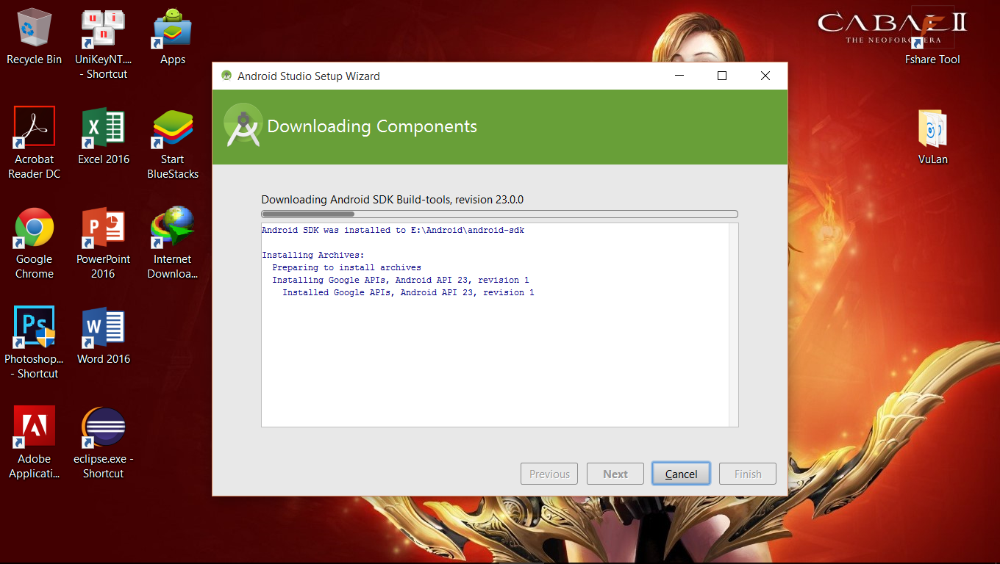 Recycle Bin
UniKeyNT....
- Shortcut
Apps
Acrobat
Reader DC
Excel 2016
Start
BlueStacks
Google
Chrome
PowerPoint
2016
Internet
Downloa...
Ps
Photoshop...
- Shortcut
Word 2016
Adobe
Applicati...
eclipse.exe -
Shortcut
CABAL II
THE NEOFORCE ERA
Fshare Tool
VuLan
Android Studio Setup Wizard
Downloading Components
Downloading Android SDK Build-tools, revision 23.0.0
Android SDK was installed to E:\Android\android-sdk
Installing Archives:
Preparing to install archives
Installing Google APIs, Android API 23, revision 1
Installed Google APIs, Android API 23, revision 1
Previous
Next
Cancel
Finish